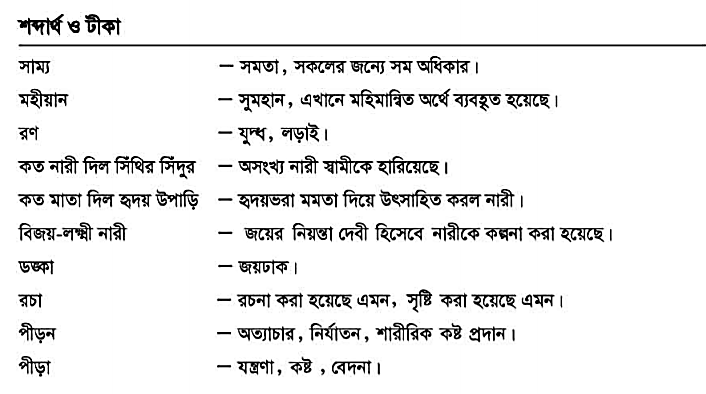 শব্দার্থ ও টীকা
সাম্য – সমতা, সকলের জন্যে সম অধিকার।
মহীয়ান – সুমহান, এখানে মহিমান্বিত অর্থে ব্যবহৃত হয়েছে।
রণ – যুদ্ধ, লড়াই।
কত নারী দিল সিঁথির সিঁদুর – অসংখ্য নারী স্বামীকে হারিয়েছে।
কত মাতা দিল হৃদয় উপাড়ি – হৃদয়ভরা মমতা দিয়ে উৎসাহিত করল নারী।
বিজয়-লক্ষ্মী নারী – জয়ের নিয়ন্তা দেবী হিসেবে নারীকে কল্পনা করা হয়েছে।
ডঙ্কা – জয়ঢাক।
রচা – রচনা করা হয়েছে এমন, সৃষ্টি করা হয়েছে এমন।
পীড়ন – অত্যাচার, নির্যাতন, শারীরিক কষ্ট প্রদান।
পীড়া – যন্ত্রণা, কষ্ট, বেদনা।